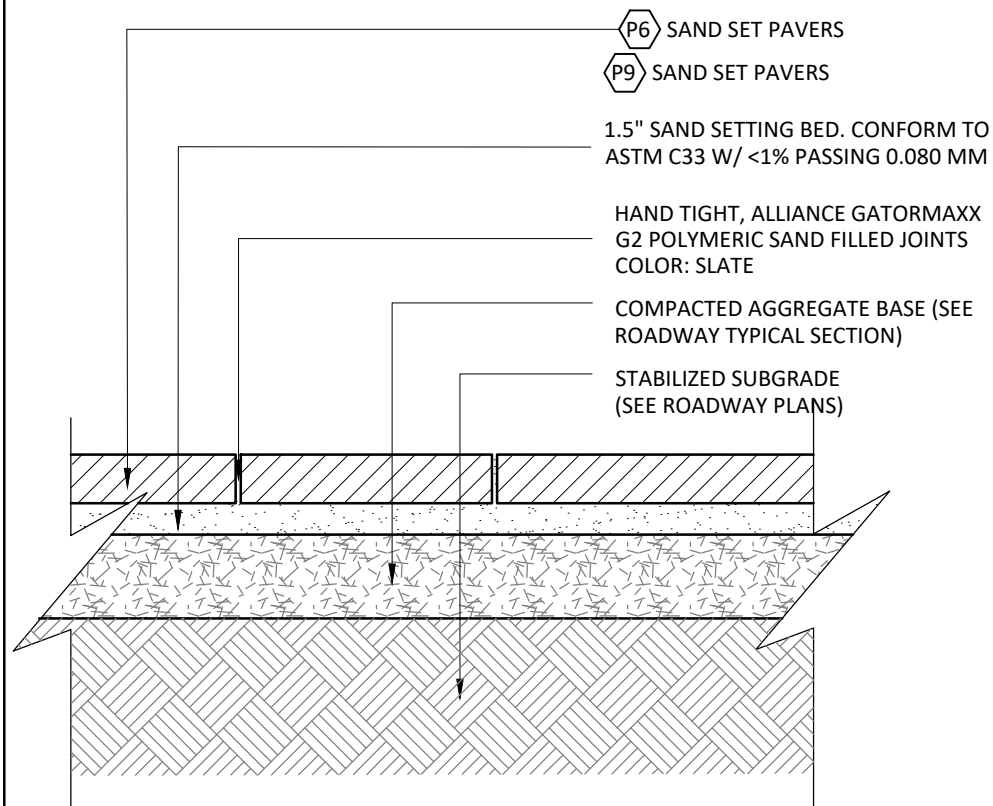 P6 SAND SET PAVERS
P9 SAND SET PAVERS
1.5" SAND SETTING BED. CONFORM TO
ASTM C33 W/ <1% PASSING 0.080 MM
HAND TIGHT, ALLIANCE GATORMAXX
G2 POLYMERIC SAND FILLED JOINTS
COLOR: SLATE
COMPACTED AGGREGATE BASE (SEE
ROADWAY TYPICAL SECTION)
STABILIZED SUBGRADE
(SEE ROADWAY PLANS)